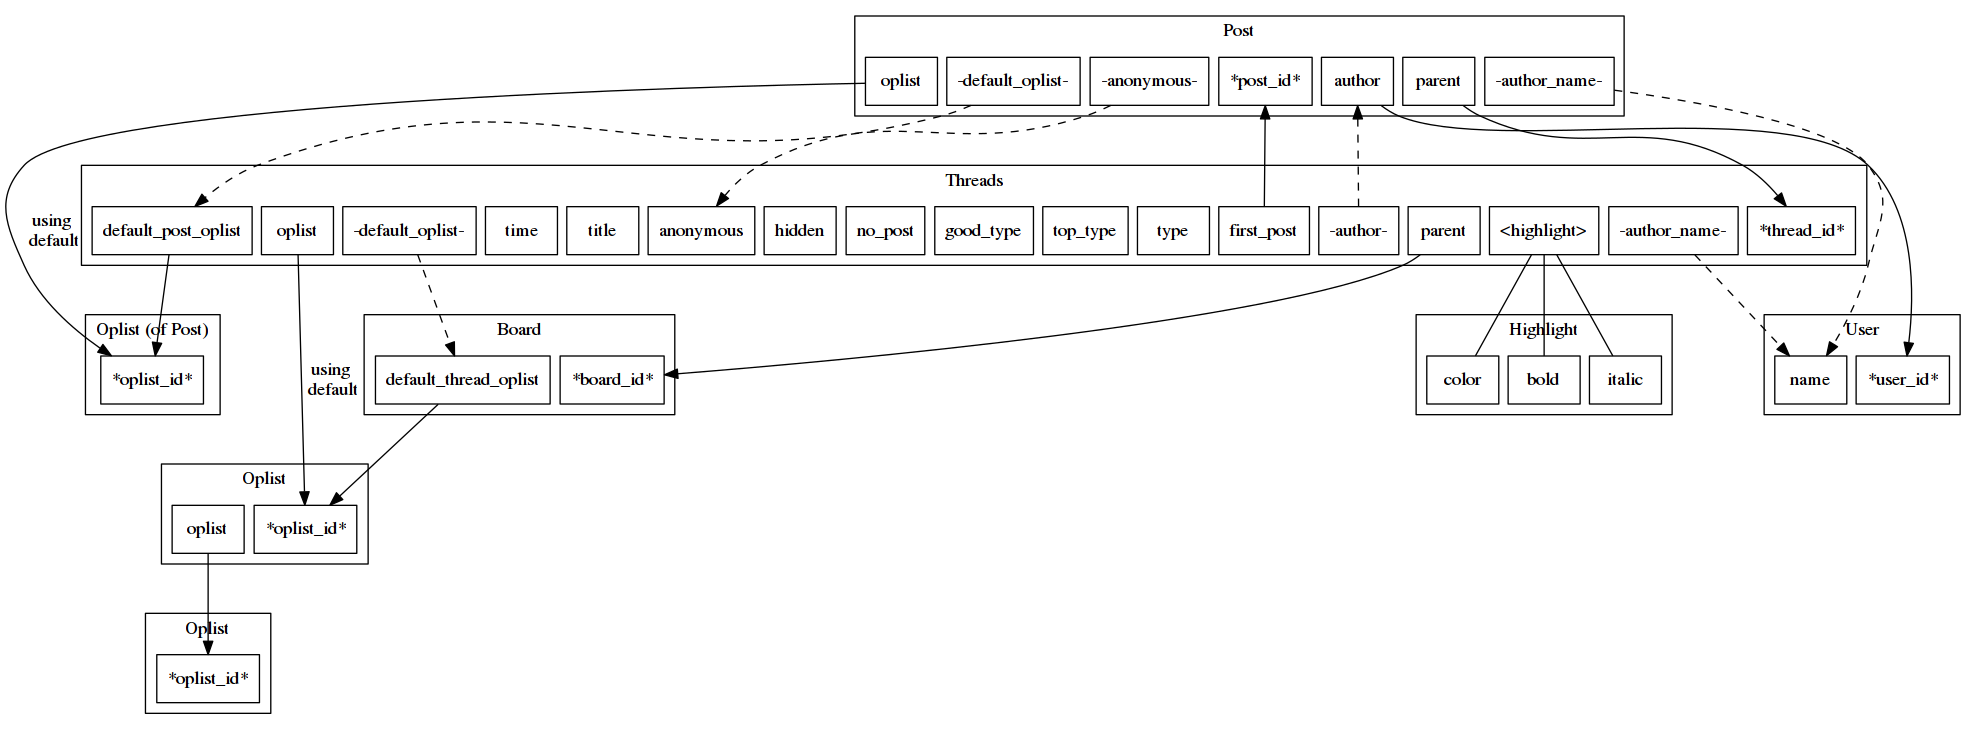 Post
oplist
-default_oplist-
-anonymous-
*post_id*
author
parent
-author_name-
Threads
using
default
default_post_oplist
oplist
-default_oplist-
time
title
anonymous
hidden
no_post
good_type
top_type
type
first_post
-author-
parent
<highlight>
-author_name-
*thread_id*
Oplist (of Post)
*oplist_id*
using
default
Board
default_thread_oplist
*board_id*
Highlight
color
bold
italic
User
name
*user_id*
Oplist
oplist
*oplist_id*
Oplist
*oplist_id*